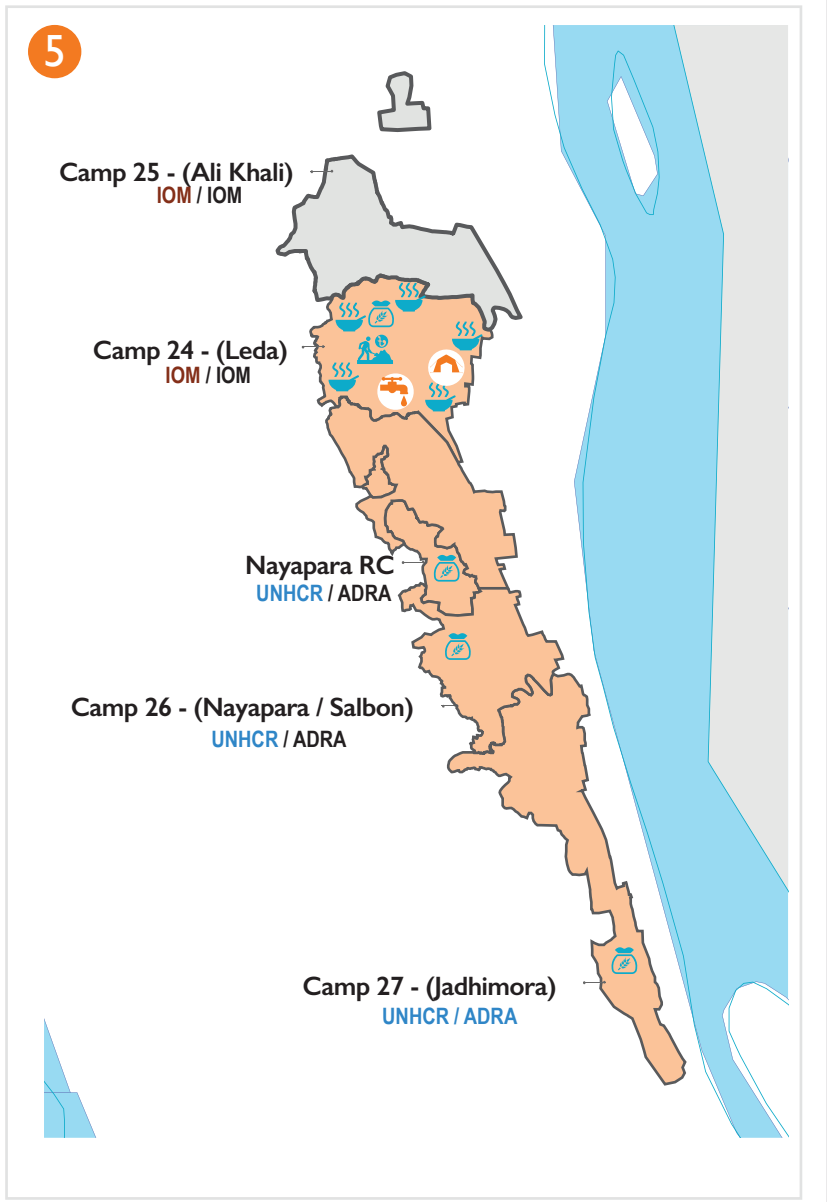 5
Camp 25 - (Ali Khali)
IOM / IOM
Camp 24 - (Leda)
IOM / IOM
Nayapara RC
UNHCR / ADRA
Camp 26 - (Nayapara / Salbon)
UNHCR / ADRA
Camp 27 - (Jadhimora)
UNHCR / ADRA